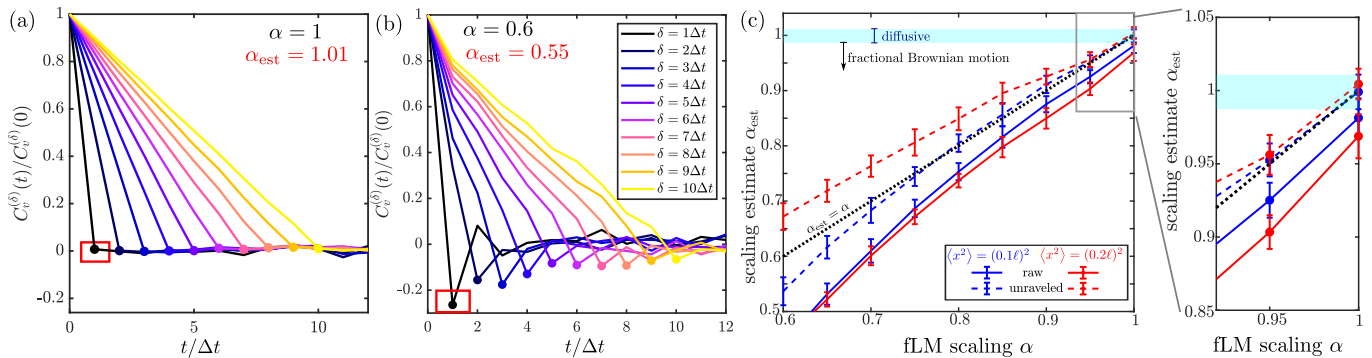 (a)
α = 1
α_est = 1.01
C_v^(δ)(t)/C_v^(δ)(0)
1
0.8
0.6
0.4
0.2
0
-0.2
0
5
10
t/Δt
(b)
α = 0.6
α_est = 0.55
δ = 1Δt
δ = 2Δt
δ = 3Δt
δ = 4Δt
δ = 5Δt
δ = 6Δt
δ = 7Δt
δ = 8Δt
δ = 9Δt
δ = 10Δt
C_v^(δ)(t)/C_v^(δ)(0)
1
0.8
0.6
0.4
0.2
0
-0.2
0
2
4
6
8
10
12
t/Δt
(c)
diffusive
fractional Brownian motion
α_est = α
⟨x²⟩ = (0.1ℓ)² ⟨x²⟩ = (0.2ℓ)²
raw
unraveled
scaling estimate α_est
1
0.9
0.8
0.7
0.6
0.5
0.6
0.7
0.8
0.9
1
fLM scaling α
scaling estimate α_est
1.05
1
0.95
0.9
0.85
0.95
1
fLM scaling α